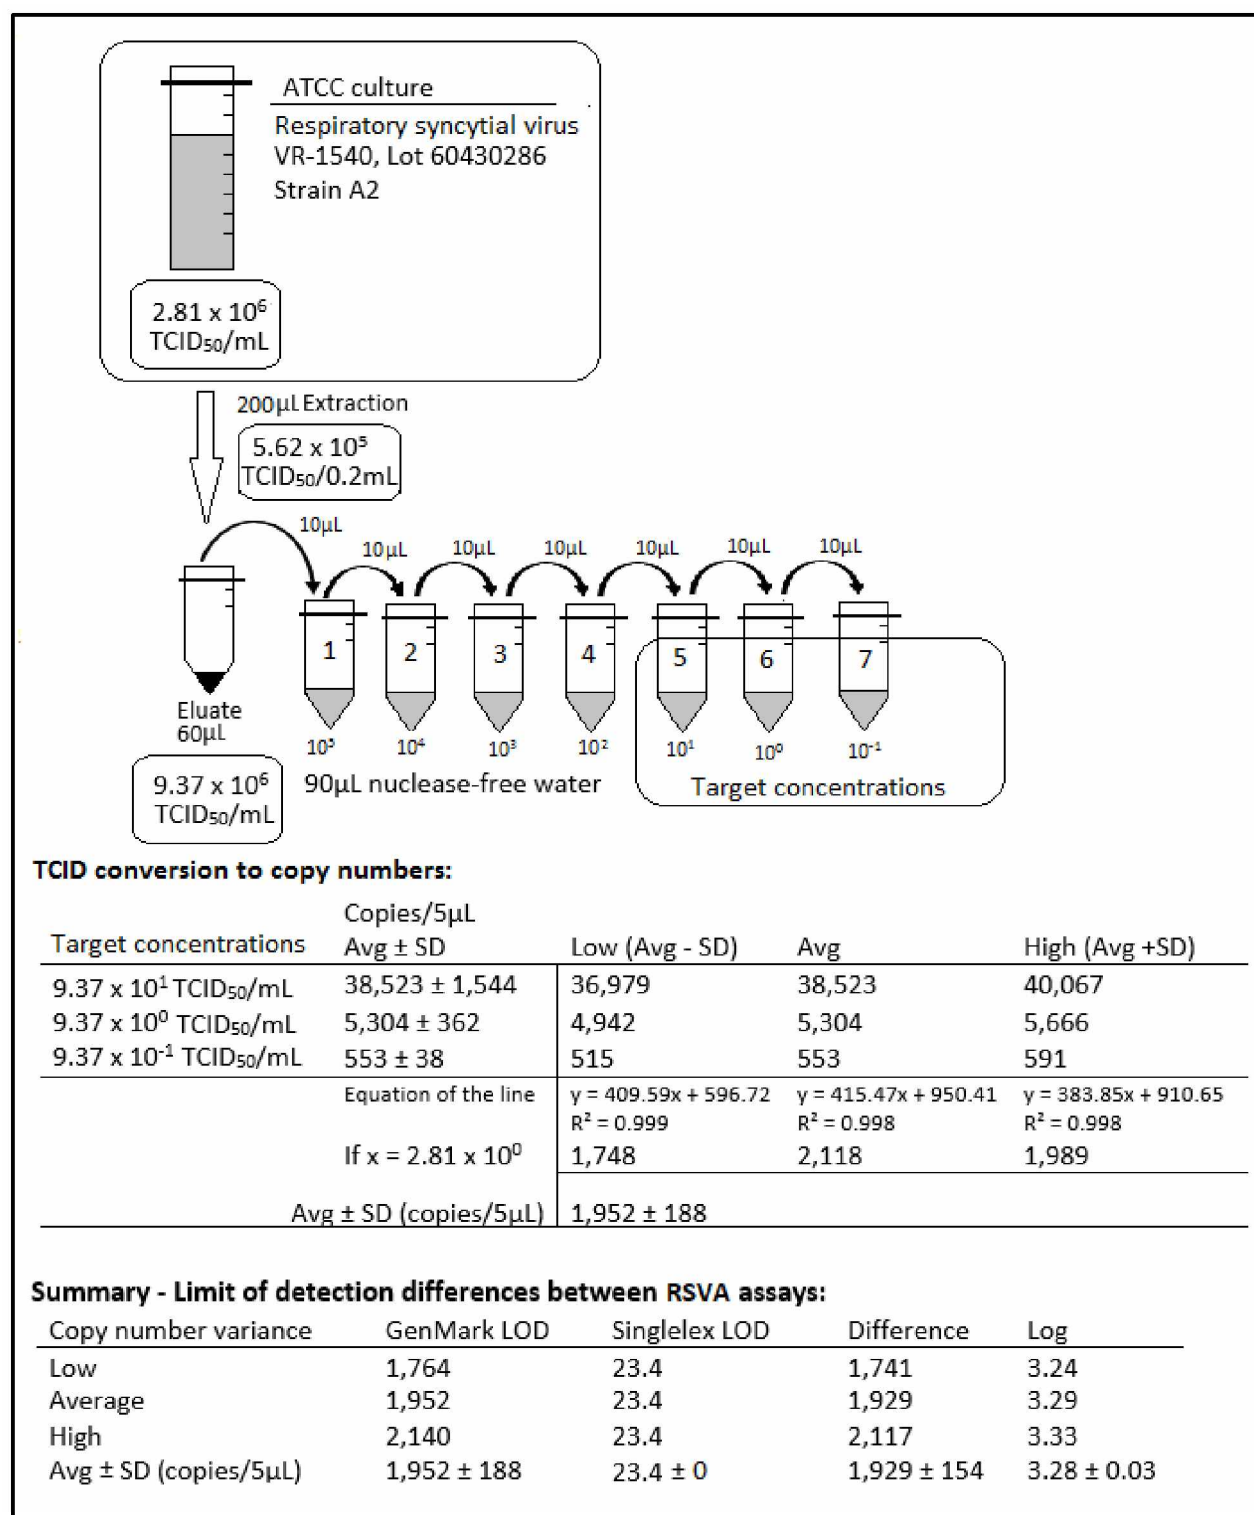 ATCC culture
Respiratory syncytial virus
VR-1540, Lot 60430286
Strain A2
2.81 x 10⁶
TCID₅₀/mL
200µL Extraction
5.62 x 10⁵
TCID₅₀/0.2mL
10µL
10µL 10µL 10µL 10µL 10µL 10µL
1 2 3 4 5 6 7
Eluate
60µL
10⁵ 10⁴ 10³ 10² 10¹ 10⁰ 10⁻¹
9.37 x 10⁶
TCID₅₀/mL
90µL nuclease-free water
Target concentrations
TCID conversion to copy numbers:
Copies/5µL
Target concentrations Avg ± SD Low (Avg - SD) Avg High (Avg +SD)
9.37 x 10¹ TCID₅₀/mL 38,523 ± 1,544 36,979 38,523 40,067
9.37 x 10⁰ TCID₅₀/mL 5,304 ± 362 4,942 5,304 5,666
9.37 x 10⁻¹ TCID₅₀/mL 553 ± 38 515 553 591
Equation of the line y = 409.59x + 596.72 y = 415.47x + 950.41 y = 383.85x + 910.65
R² = 0.999 R² = 0.998 R² = 0.998
If x = 2.81 x 10⁰ 1,748 2,118 1,989
Avg ± SD (copies/5µL) 1,952 ± 188
Summary - Limit of detection differences between RSVA assays:
Copy number variance GenMark LOD Singlelex LOD Difference Log
Low 1,764 23.4 1,741 3.24
Average 1,952 23.4 1,929 3.29
High 2,140 23.4 2,117 3.33
Avg ± SD (copies/5µL) 1,952 ± 188 23.4 ± 0 1,929 ± 154 3.28 ± 0.03